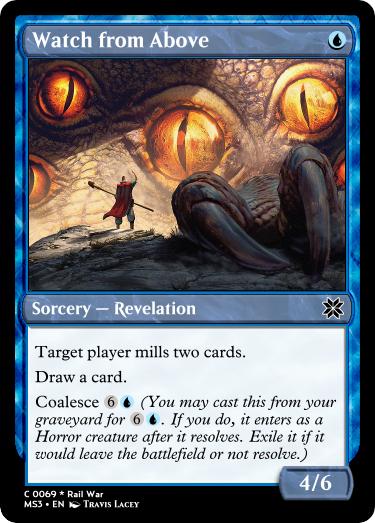 Watch from Above
Sorcery — Revelation
Target player mills two cards.
Draw a card.
Coalesce 6 (You may cast this from your
graveyard for 6 . If you do, it enters as a
Horror creature after it resolves. Exile it if it
would leave the battlefield or not resolve.)
4/6
C 0069 * Rail War
MS3 • EN Travis Lacey